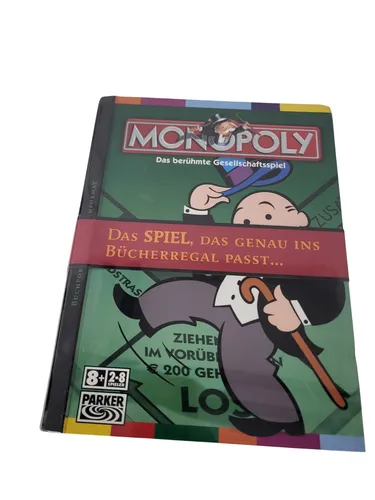 MONOPOLY
Das berühmte Gesellschaftsspiel
DAS SPIEL, DAS GENAU INS
BÜCHERREGAL PASST...
ZIEHEN
IM VORÜB
€ 200 GEH
LOS
8+
2-8
SPIELER
PARKER